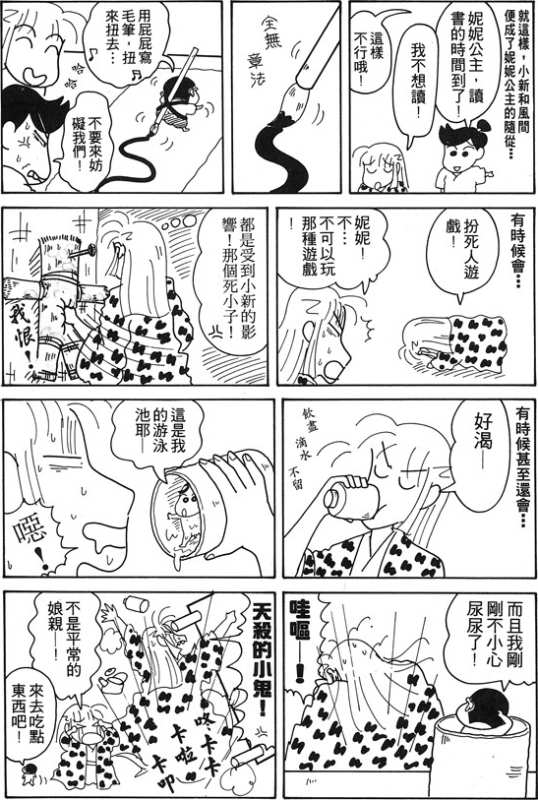 就這樣，小新和風間
便成了妮妮公主的隨從…
妮妮公主，讀
書的時間到了！
我不想讀！
這樣
不行哦！
全無
章法
用屁屁寫
毛筆，扭
來扭去…
哈
哈
不要來妨
礙我們！
有時候會…
扮死人遊
戲！
妮妮！
不…
不可以玩
那種遊戲
！
都是受到小新的影
響！那個死小子！
我恨！
有時候甚至還會…
好渴—
飲盡
滴水
不留
這是我
的游泳
池耶—
噁！
而且我剛
剛不小心
尿尿了！
哇嘔—！
天殺的小鬼！
咚卡卡
卡啦
卡叩
不是平常的
娘親—！
來去吃點
東西吧！